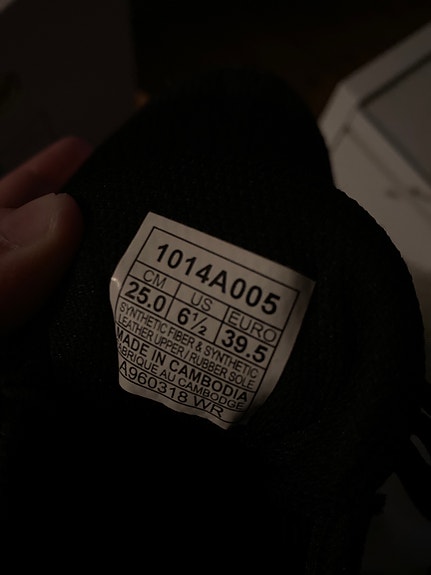 1014A005
CM US EURO
25.0 6½ 39.5
SYNTHETIC FIBER & SYNTHETIC
LEATHER UPPER / RUBBER SOLE
MADE IN CAMBODIA
FABRIQUE AU CAMBODGE
A960318 WR